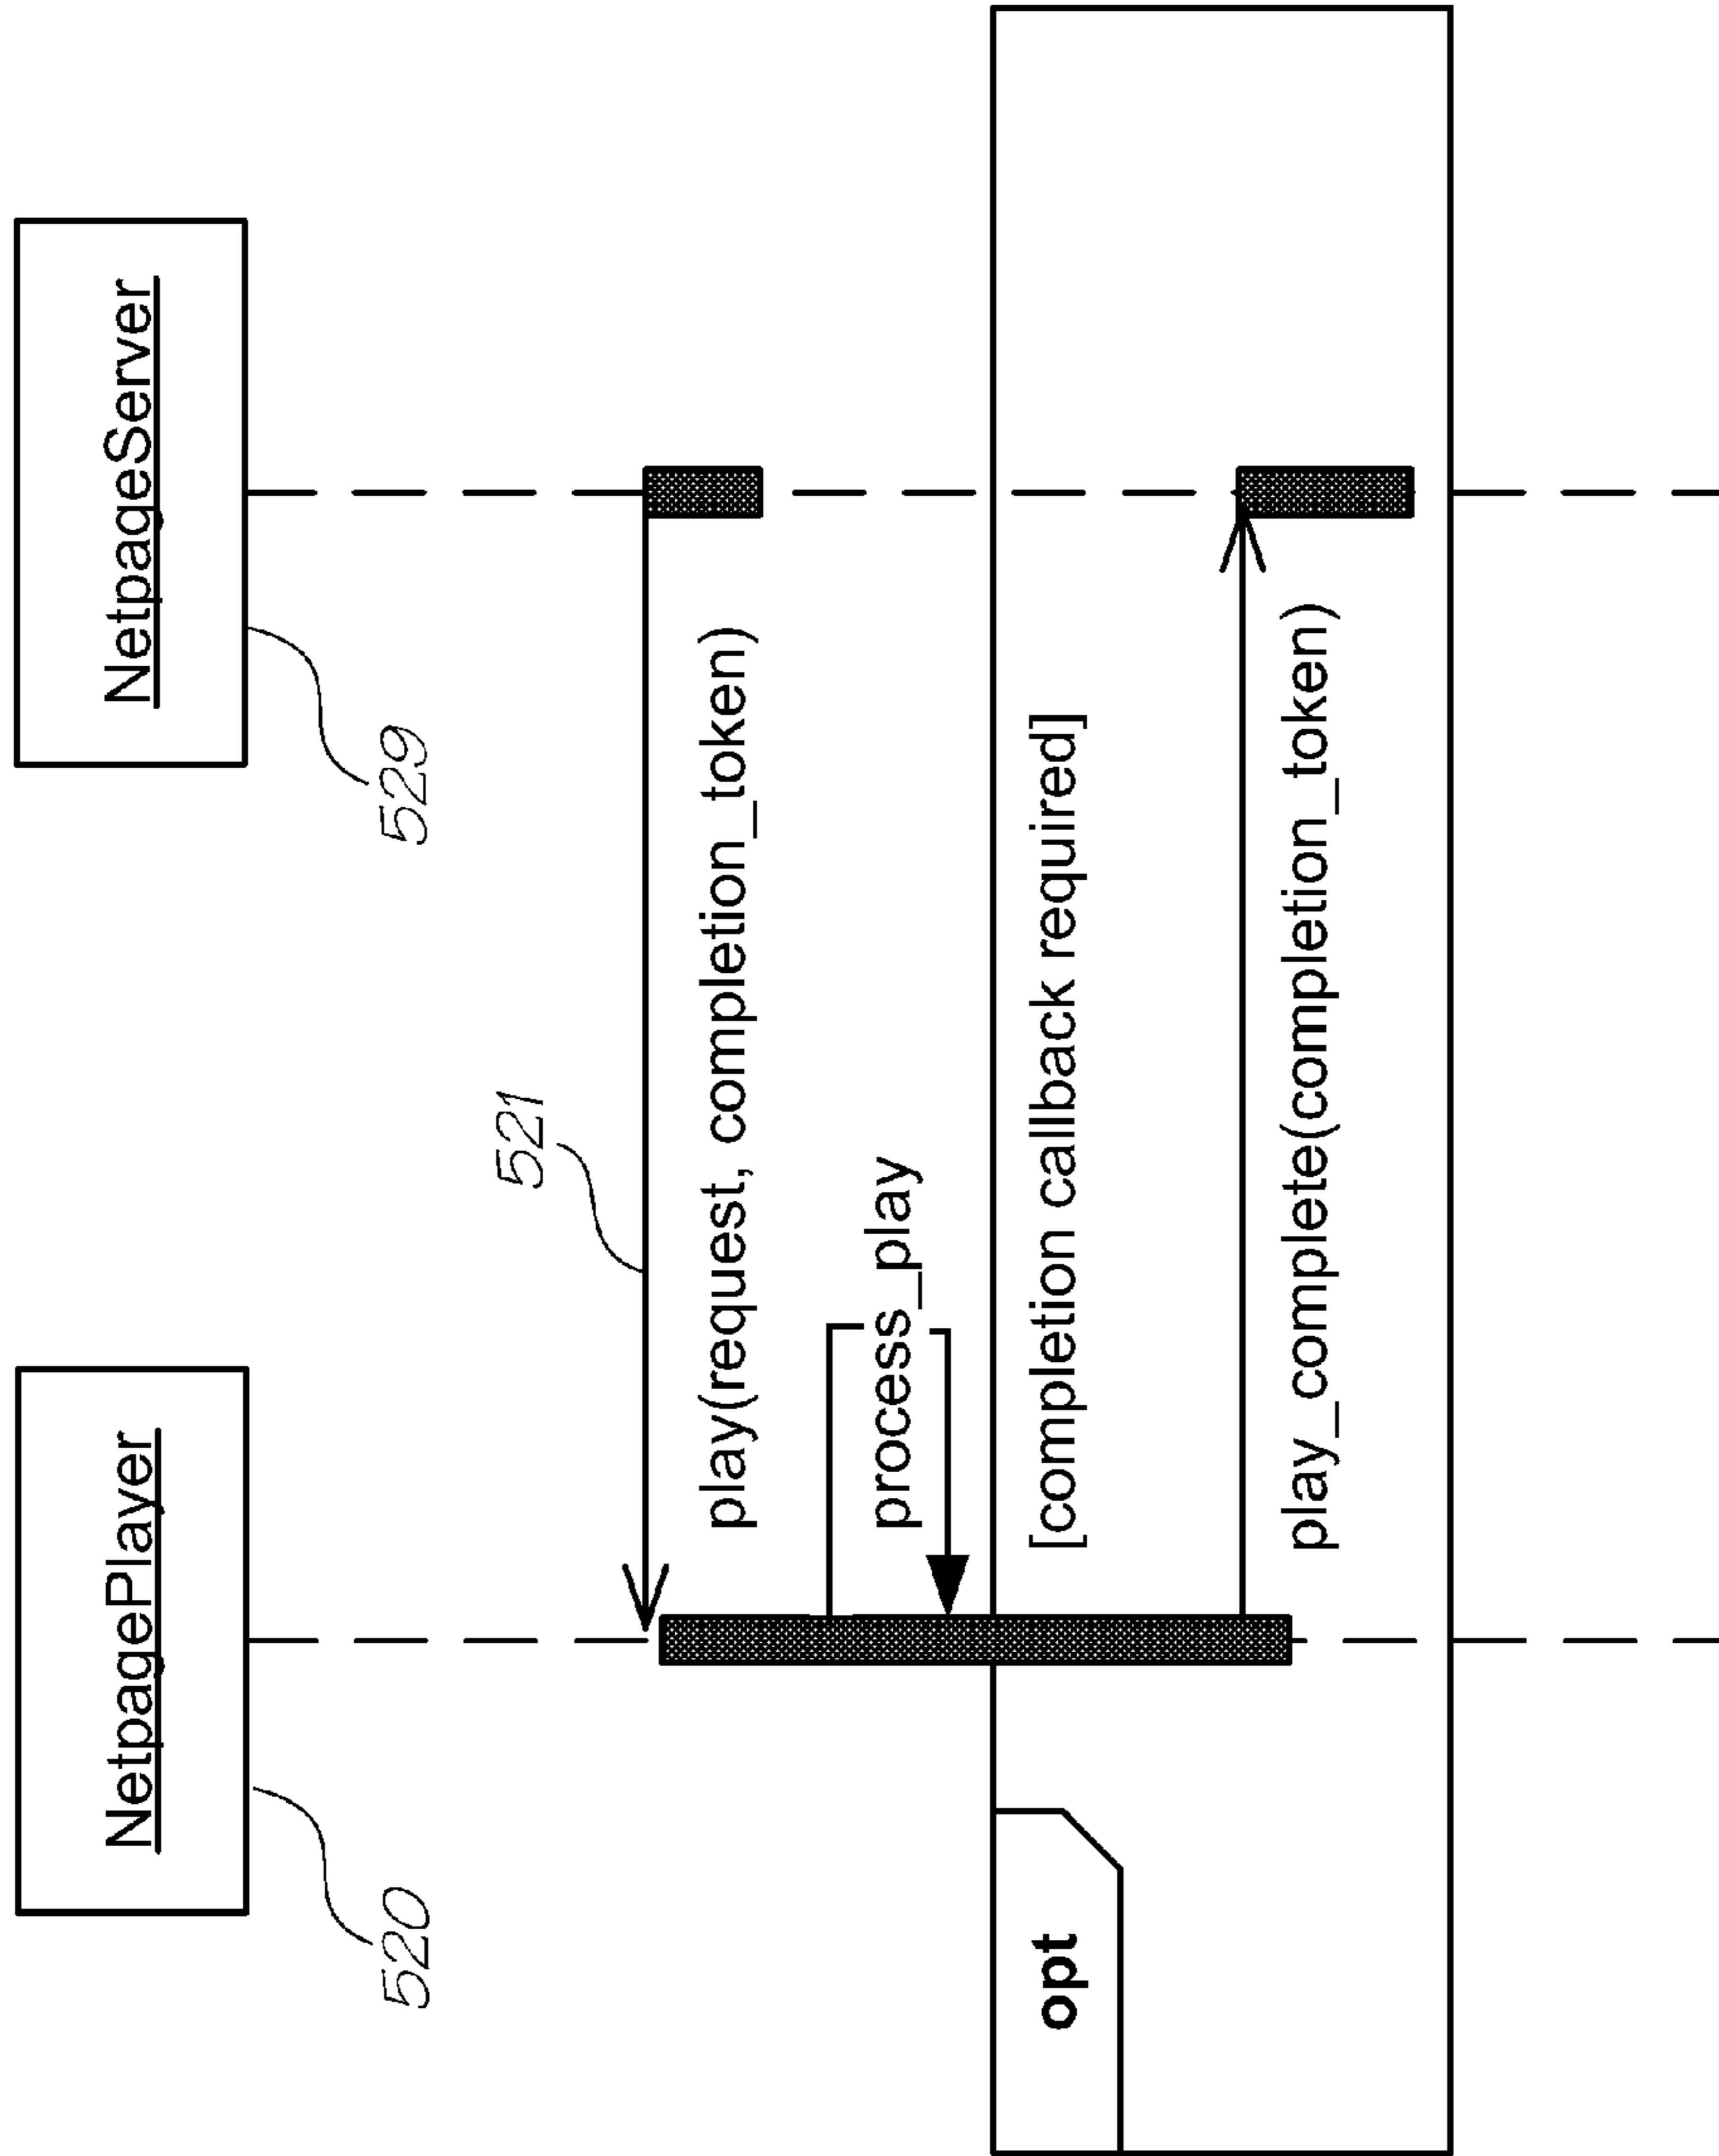 NetpagePlayer
NetpageServer
520
529
521
play(request, completion_token)
process_play
opt
[completion callback required]
play_complete(completion_token)